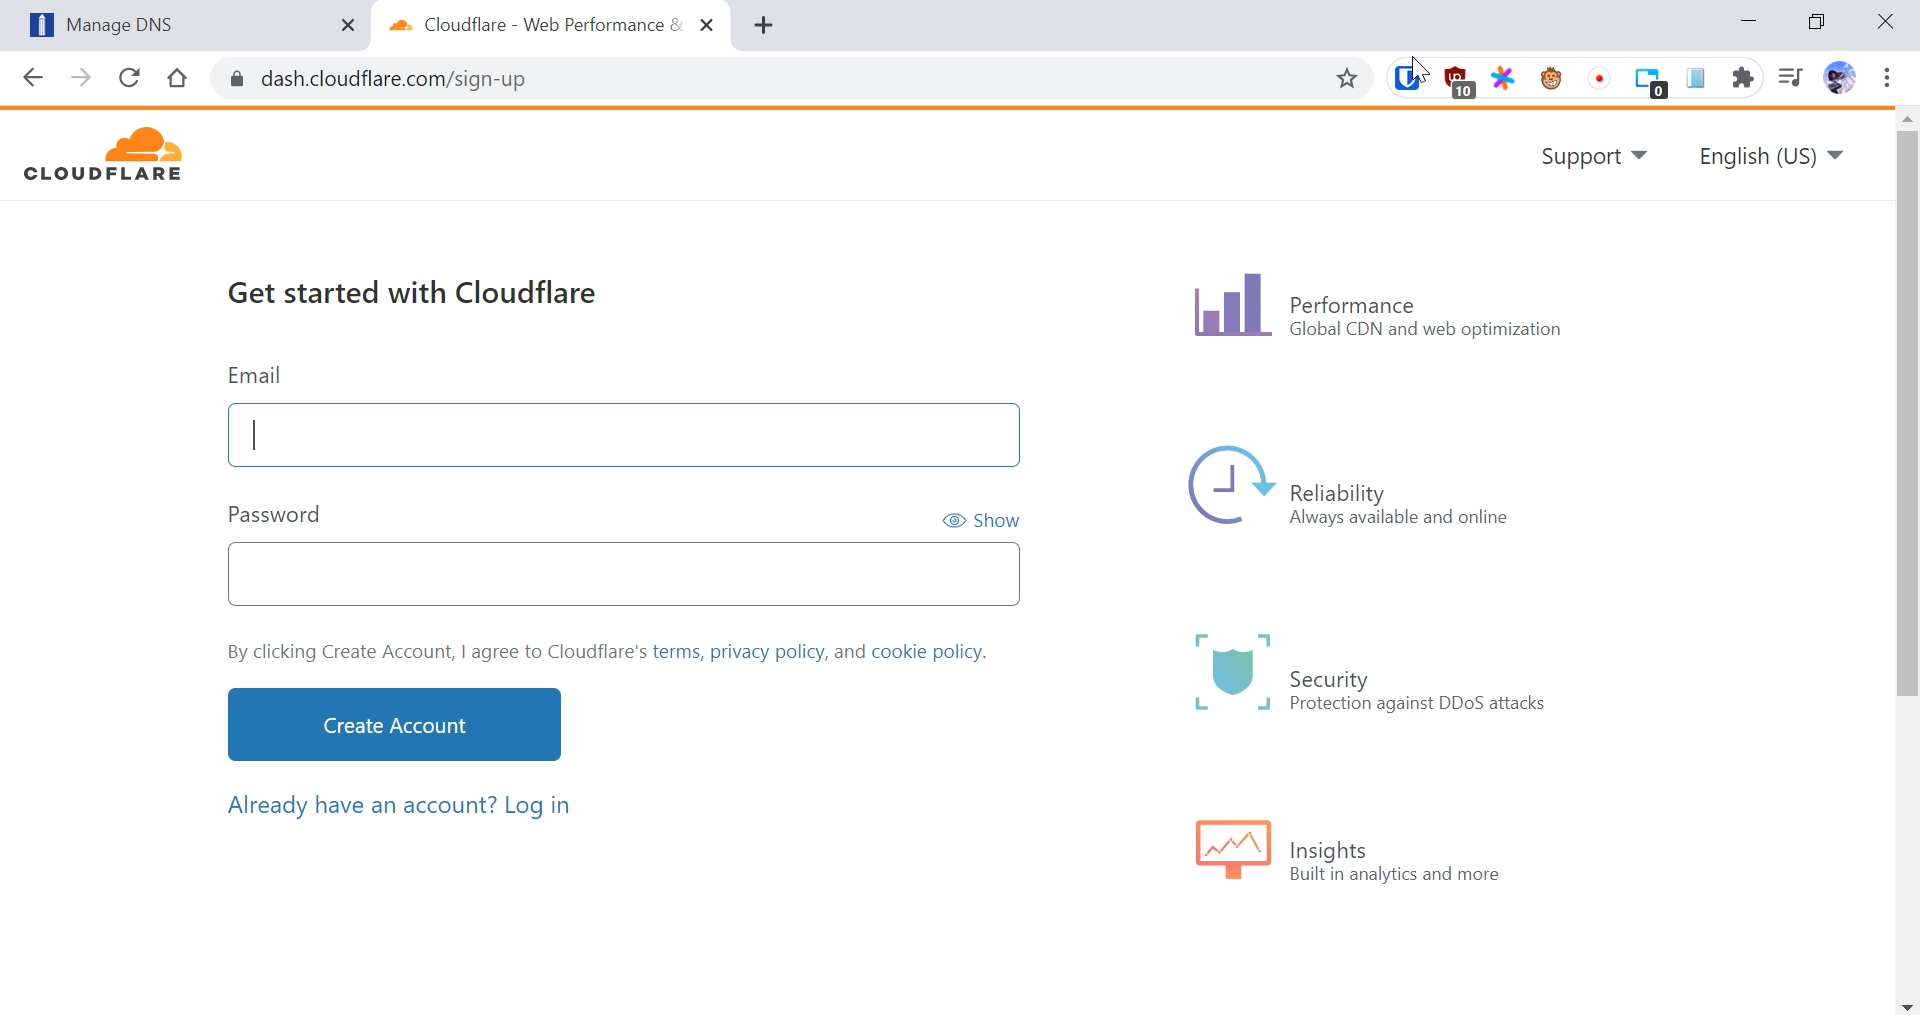 Manage DNS
Cloudflare - Web Performance &
dash.cloudflare.com/sign-up
10
0
CLOUDFLARE
Support
English (US)
Get started with Cloudflare
Email
Password
Show
By clicking Create Account, I agree to Cloudflare's terms, privacy policy, and cookie policy.
Create Account
Already have an account? Log in
Performance
Global CDN and web optimization
Reliability
Always available and online
Security
Protection against DDoS attacks
Insights
Built in analytics and more